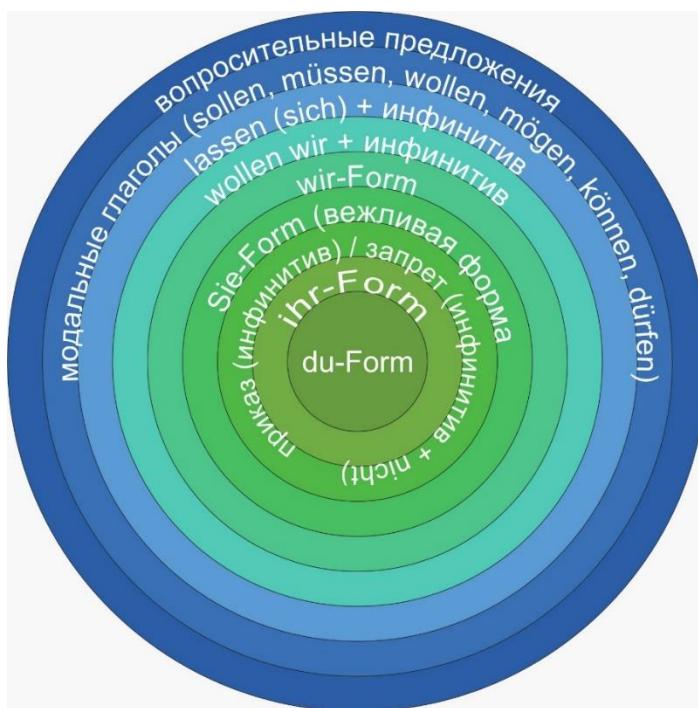 вопросительные предложения
модальные глаголы (sollen, müssen, wollen, mögen, können, dürfen)
lassen (sich) + инфинитив
wollen wir + инфинитив
wir-Form
Sie-Form (вежливая форма
приказ (инфинитив) / запрет (инфинитив + nicht)
ihr-Form
du-Form